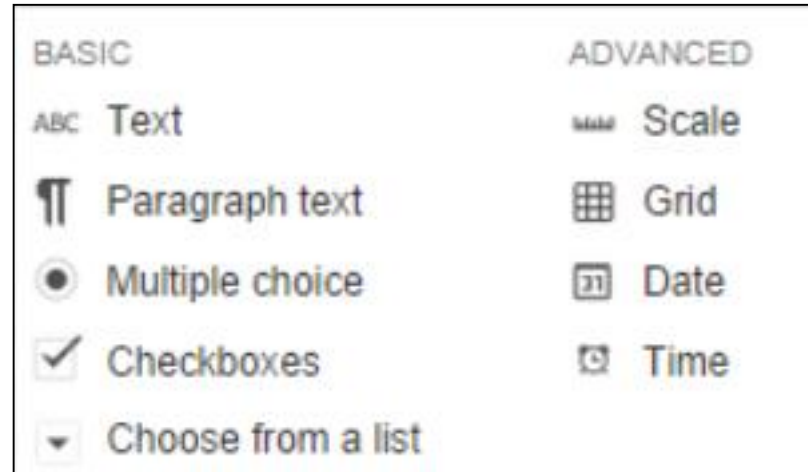 BASIC
ABC Text
¶ Paragraph text
Multiple choice
Checkboxes
Choose from a list
ADVANCED
Scale
Grid
31 Date
Time